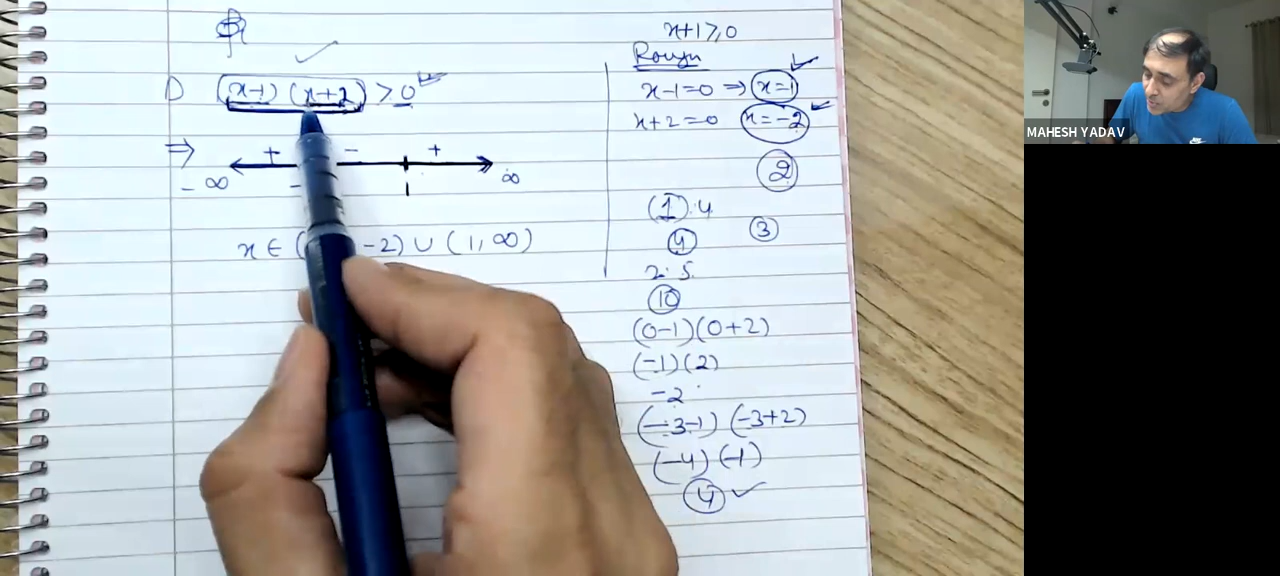 D (x-1) (x+2) > 0
⇒ + - +
- ∞ 1 ∞
x ∈ ( -2) ∪ (1, ∞)
x+1≥0
Rough
x-1=0 ⇒ x=1
x+2=0 x=-2
2
(1).4
4 3
2.5
10
(0-1)(0+2)
(-1)(2)
-2
(-3-1) (-3+2)
(-4) (-1)
4
MAHESH YADAV